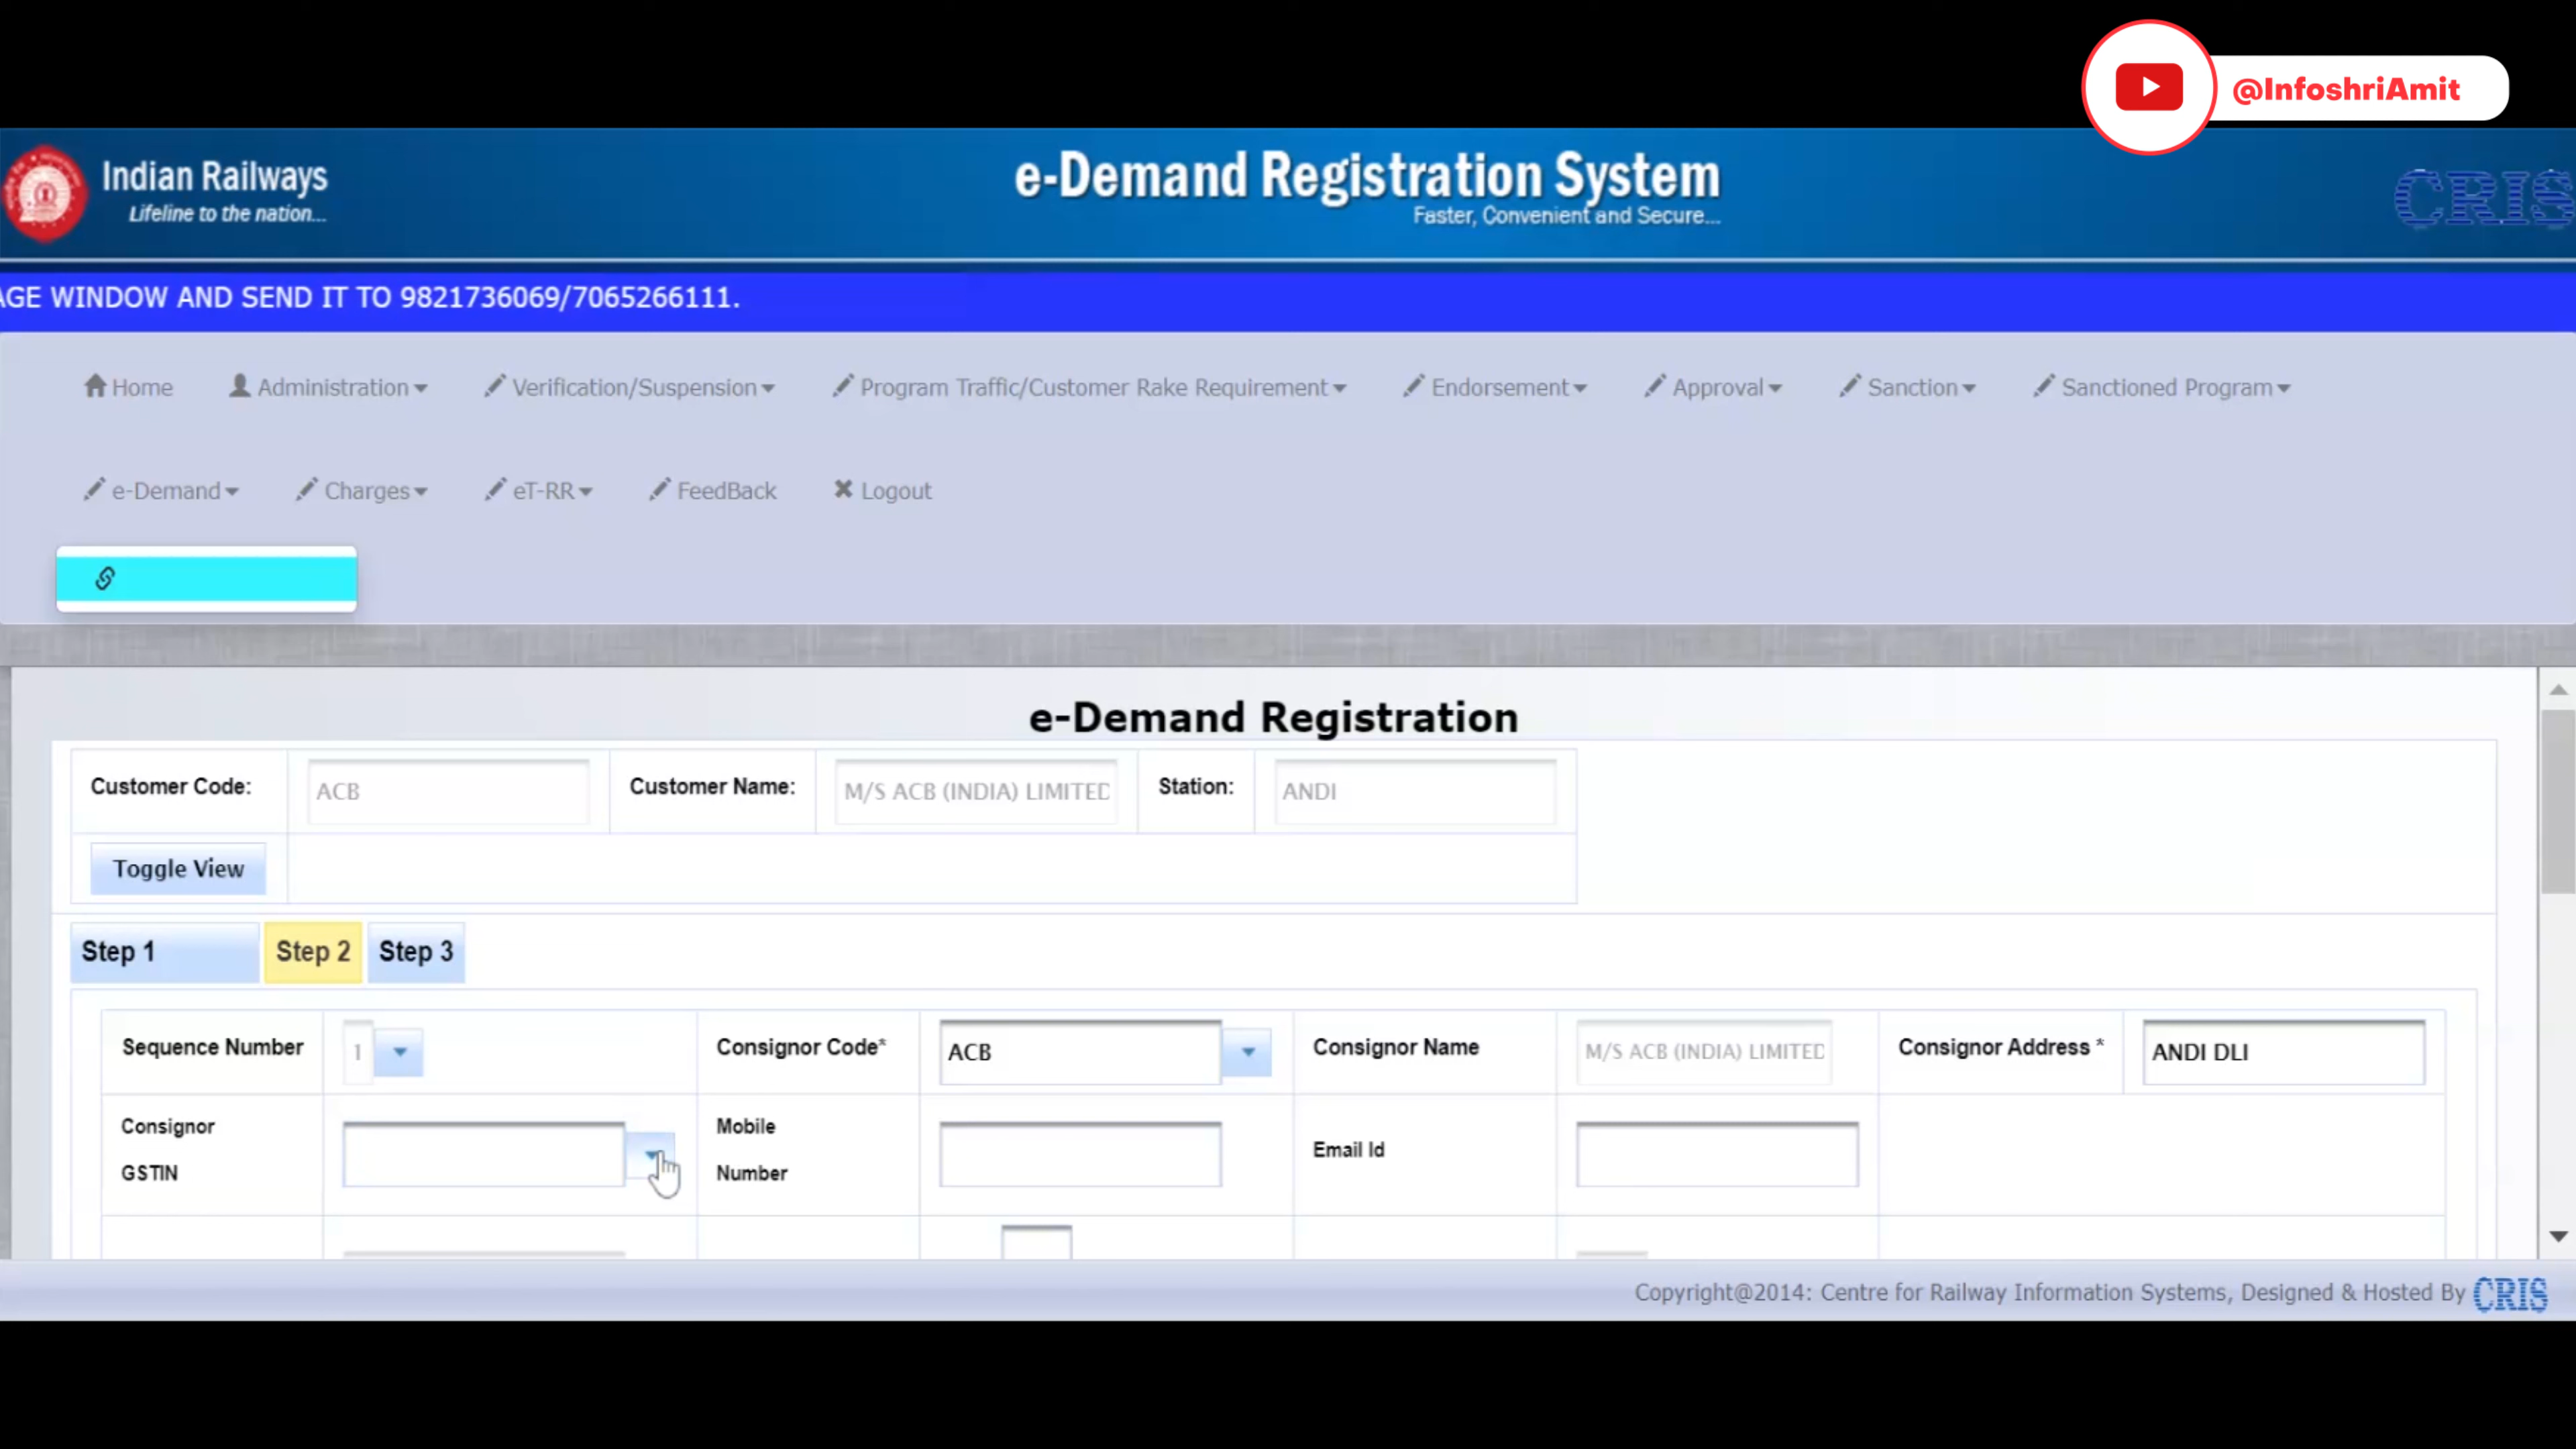 @InfoshriAmit
Indian Railways
Lifeline to the nation...
e-Demand Registration System
Faster, Convenient and Secure...
CRIS
AGE WINDOW AND SEND IT TO 9821736069/7065266111.
Home Administration Verification/Suspension Program Traffic/Customer Rake Requirement Endorsement Approval Sanction Sanctioned Program
e-Demand Charges eT-RR FeedBack Logout
e-Demand Registration
Customer Code: ACB Customer Name: M/S ACB (INDIA) LIMITED Station: ANDI
Toggle View
Step 1 Step 2 Step 3
Sequence Number 1 Consignor Code* ACB Consignor Name M/S ACB (INDIA) LIMITED Consignor Address * ANDI DLI
Consignor GSTIN Mobile Number Email Id
Copyright@2014: Centre for Railway Information Systems, Designed & Hosted By CRIS